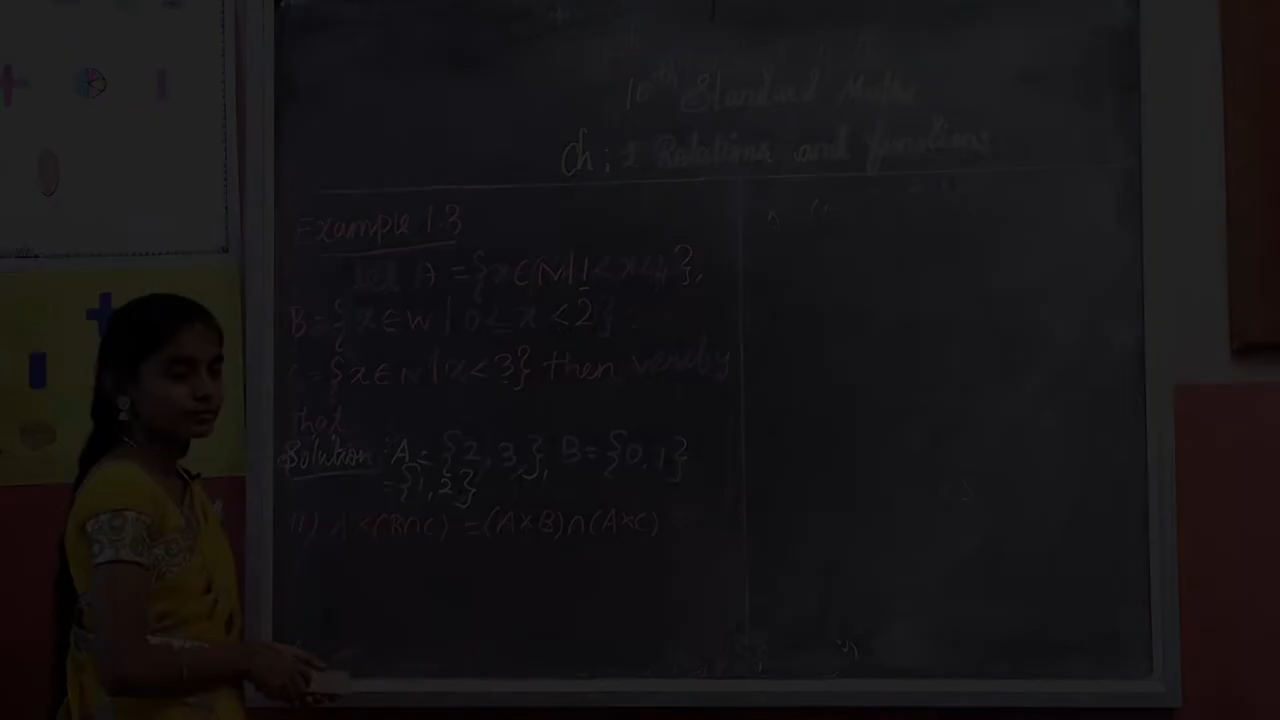 10th Standard Maths
Ch: 1 Relations and functions
Example 1.3
Let A = {x ∈ N | 1 < x < 4},
B = {x ∈ W | 0 ≤ x < 2}
C = {x ∈ N | x < 3} then verify
that
Solution: A = {2, 3}, B = {0, 1}
= {1, 2}
ii) A × (B ∩ C) = (A × B) ∩ (A × C)